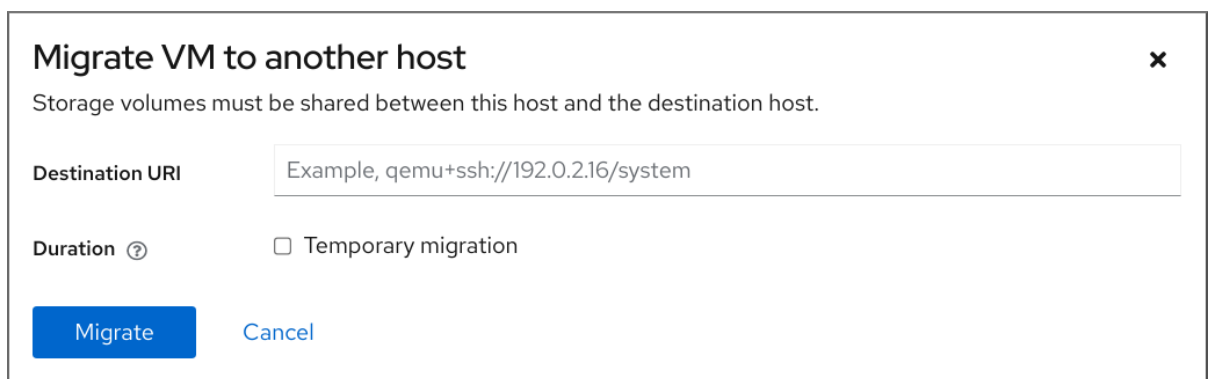 Migrate VM to another host
Storage volumes must be shared between this host and the destination host.
Destination URI
Example, qemu+ssh://192.0.2.16/system
Duration
Temporary migration
Migrate
Cancel